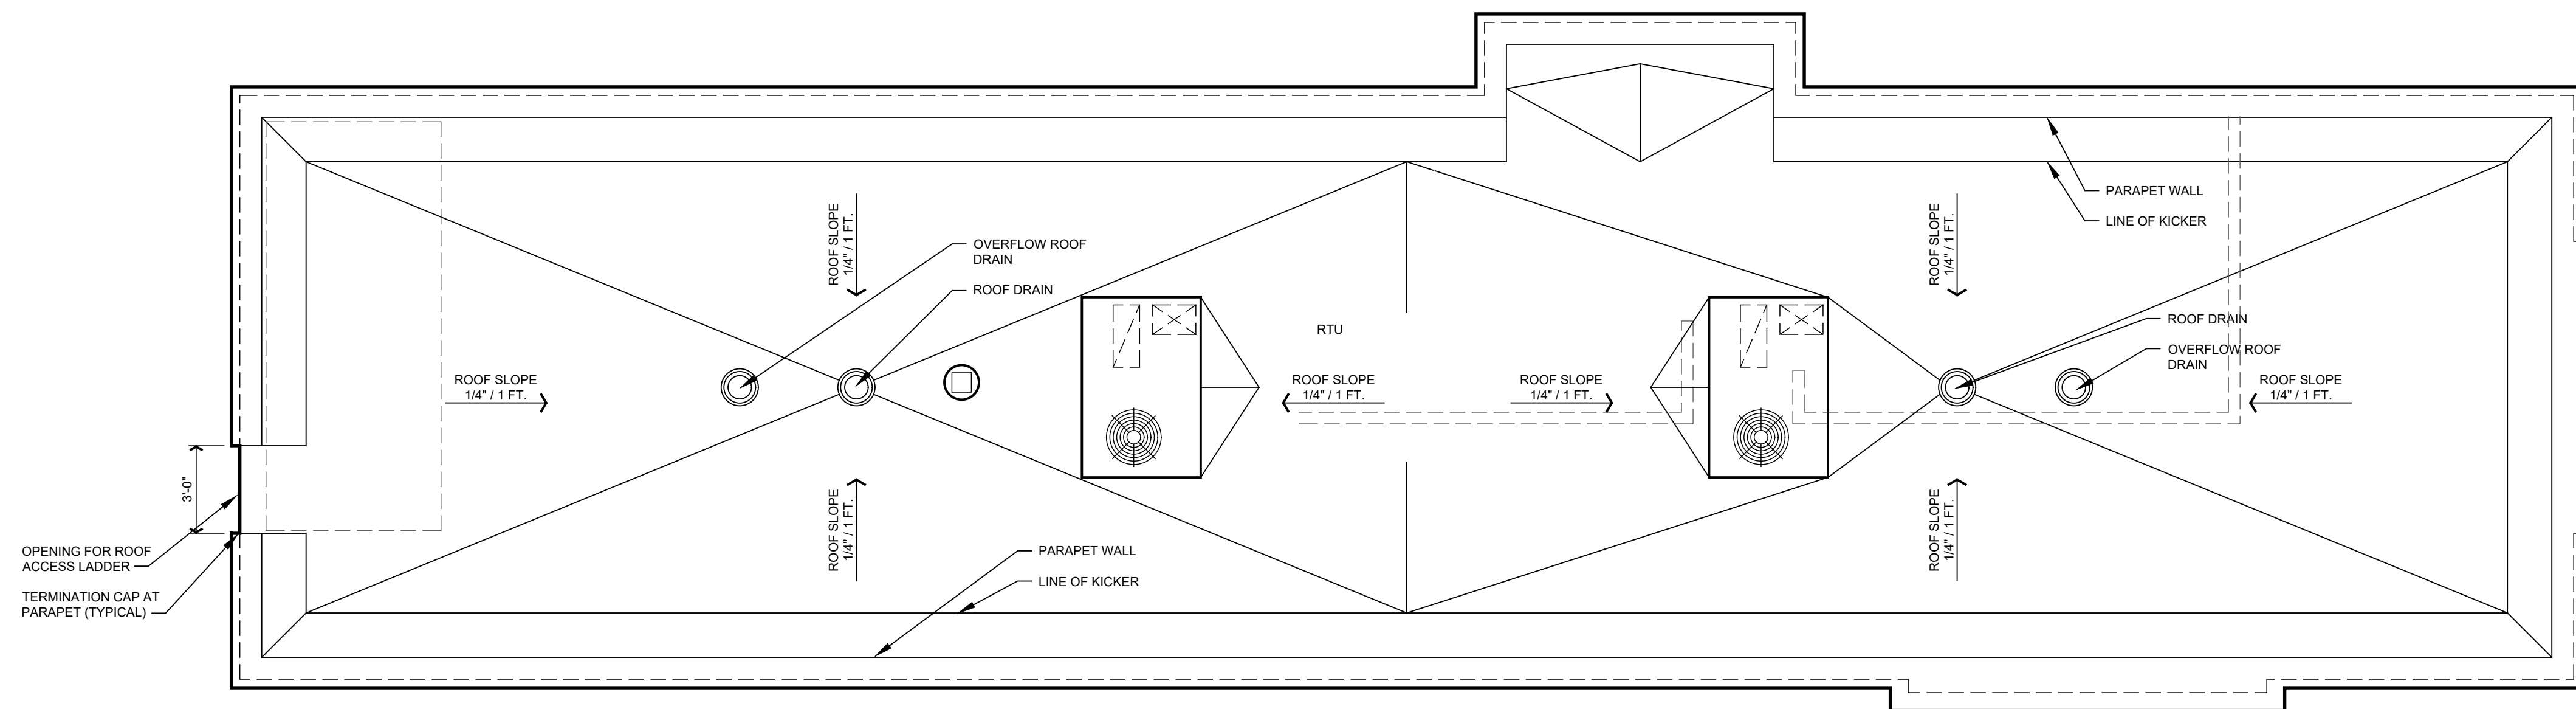 ROOF SLOPE
1/4" / 1 FT.
OVERFLOW ROOF
DRAIN
ROOF DRAIN
ROOF SLOPE
1/4" / 1 FT.
RTU
ROOF SLOPE
1/4" / 1 FT.
ROOF SLOPE
1/4" / 1 FT.
ROOF SLOPE
1/4" / 1 FT.
PARAPET WALL
LINE OF KICKER
ROOF DRAIN
OVERFLOW ROOF
DRAIN
ROOF SLOPE
1/4" / 1 FT.
3'-0"
OPENING FOR ROOF
ACCESS LADDER
TERMINATION CAP AT
PARAPET (TYPICAL)
ROOF SLOPE
1/4" / 1 FT.
PARAPET WALL
LINE OF KICKER
ROOF SLOPE
1/4" / 1 FT.